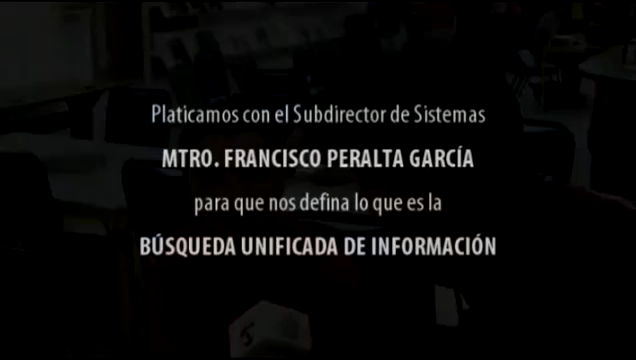 Platicamos con el Subdirector de Sistemas
MTRO. FRANCISCO PERALTA GARCÍA
para que nos defina lo que es la
BÚSQUEDA UNIFICADA DE INFORMACIÓN